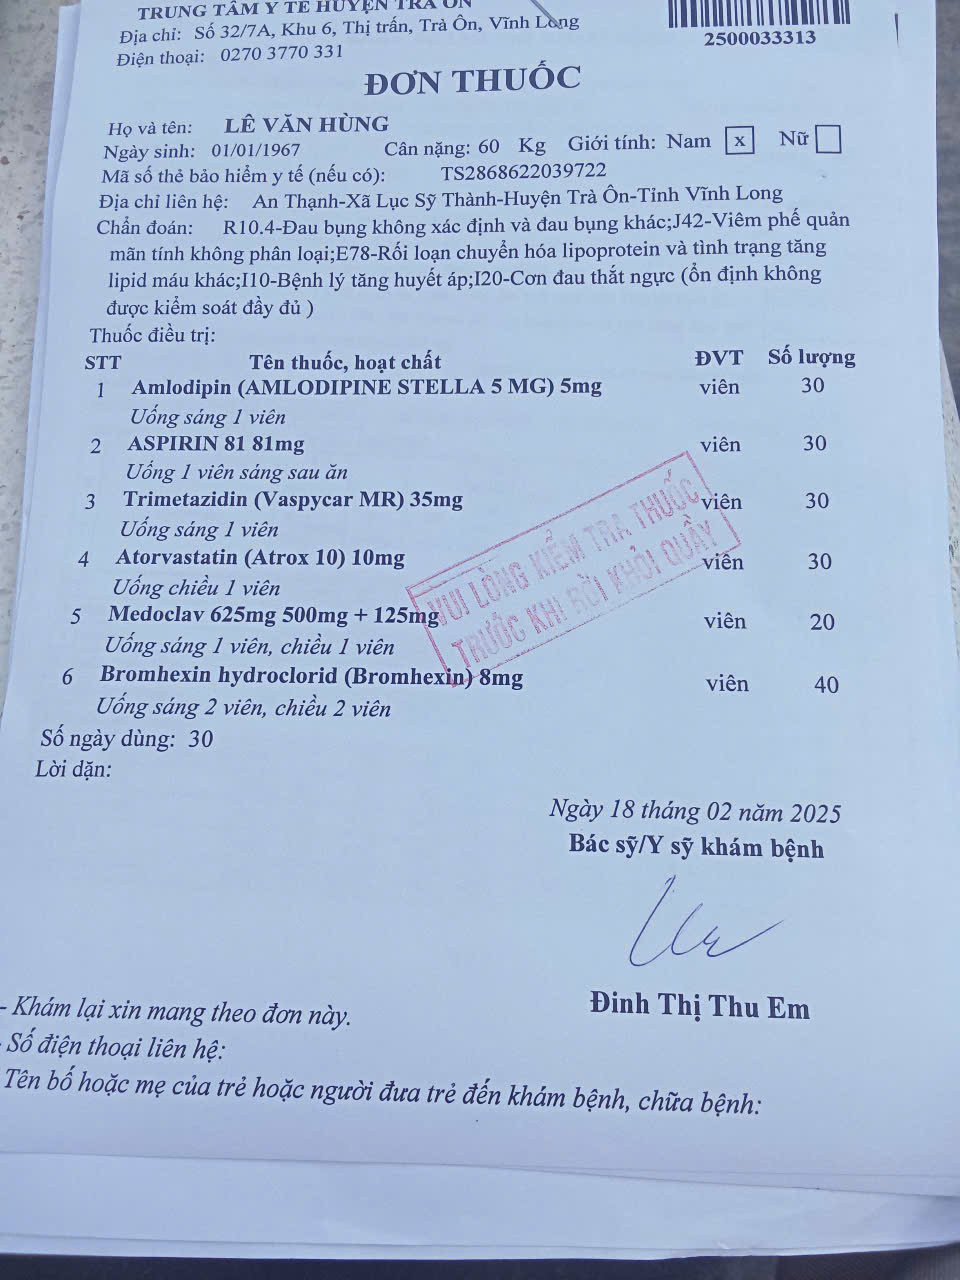 TRUNG TÂM Y TẾ HUYỆN TRÀ ÔN
Địa chỉ: Số 32/7A, Khu 6, Thị trấn, Trà Ôn, Vĩnh Long
Điện thoại: 0270 3770 331
2500033313
ĐƠN THUỐC
Họ và tên: LÊ VĂN HÙNG
Ngày sinh: 01/01/1967 Cân nặng: 60 Kg Giới tính: Nam x Nữ
Mã số thẻ bảo hiểm y tế (nếu có): TS2868622039722
Địa chỉ liên hệ: An Thạnh-Xã Lục Sỹ Thành-Huyện Trà Ôn-Tỉnh Vĩnh Long
Chẩn đoán: R10.4-Đau bụng không xác định và đau bụng khác;J42-Viêm phế quản
mãn tính không phân loại;E78-Rối loạn chuyển hóa lipoprotein và tình trạng tăng
lipid máu khác;I10-Bệnh lý tăng huyết áp;I20-Cơn đau thắt ngực (ổn định không
được kiểm soát đầy đủ )
Thuốc điều trị:
STT Tên thuốc, hoạt chất ĐVT Số lượng
1 Amlodipin (AMLODIPINE STELLA 5 MG) 5mg viên 30
Uống sáng 1 viên
2 ASPIRIN 81 81mg viên 30
Uống 1 viên sáng sau ăn
3 Trimetazidin (Vaspycar MR) 35mg viên 30
Uống sáng 1 viên
4 Atorvastatin (Atrox 10) 10mg viên 30
Uống chiều 1 viên
5 Medoclav 625mg 500mg + 125mg viên 20
Uống sáng 1 viên, chiều 1 viên
6 Bromhexin hydroclorid (Bromhexin) 8mg viên 40
Uống sáng 2 viên, chiều 2 viên
VUI LÒNG KIỂM TRA THUỐC
TRƯỚC KHI RỜI KHỎI QUẦY
Số ngày dùng: 30
Lời dặn:
Ngày 18 tháng 02 năm 2025
Bác sỹ/Y sỹ khám bệnh
Đinh Thị Thu Em
- Khám lại xin mang theo đơn này.
- Số điện thoại liên hệ:
Tên bố hoặc mẹ của trẻ hoặc người đưa trẻ đến khám bệnh, chữa bệnh: